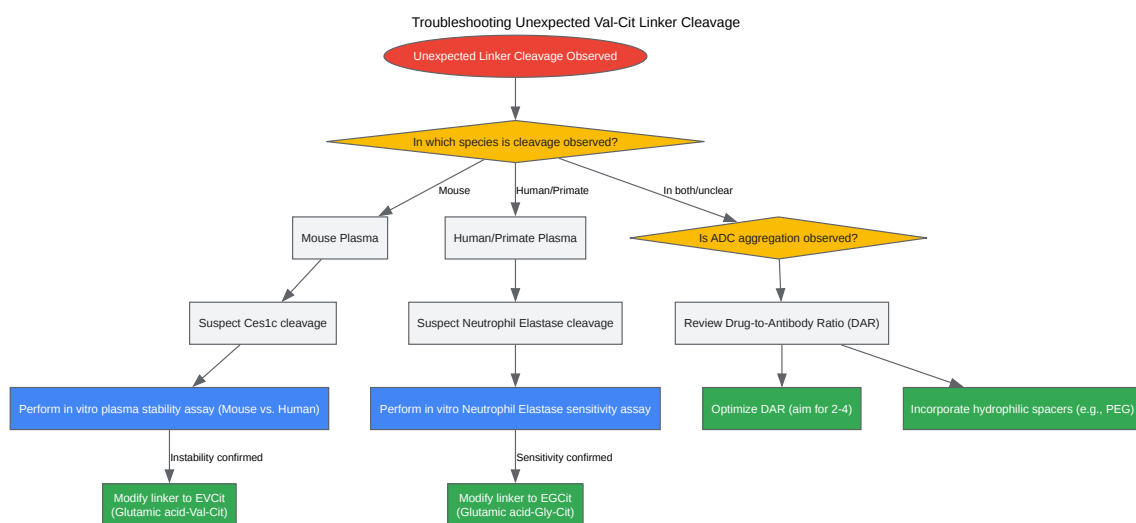 Troubleshooting Unexpected Val-Cit Linker Cleavage
Unexpected Linker Cleavage Observed
In which species is cleavage observed?
Mouse
Human/Primate
In both/unclear
Mouse Plasma
Human/Primate Plasma
Is ADC aggregation observed?
Suspect Ces1c cleavage
Suspect Neutrophil Elastase cleavage
Review Drug-to-Antibody Ratio (DAR)
Perform in vitro plasma stability assay (Mouse vs. Human)
Perform in vitro Neutrophil Elastase sensitivity assay
Optimize DAR (aim for 2-4)
Incorporate hydrophilic spacers (e.g., PEG)
Instability confirmed
Sensitivity confirmed
Modify linker to EVCit
(Glutamic acid-Val-Cit)
Modify linker to EGCit
(Glutamic acid-Gly-Cit)